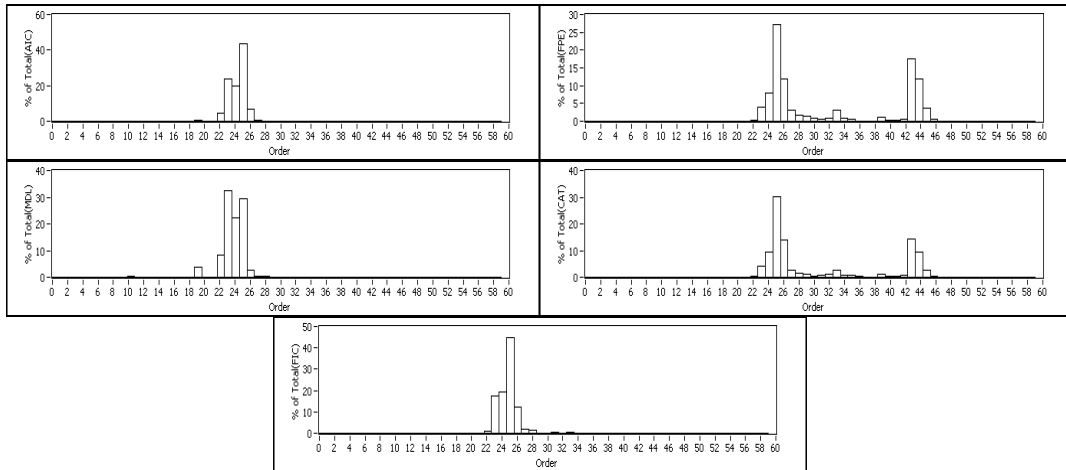 % of Total(AIC)
60
40
20
0
0 2 4 6 8 10 12 14 16 18 20 22 24 26 28 30 32 34 36 38 40 42 44 46 48 50 52 54 56 58 60
Order
% of Total(FPE)
30
25
20
15
10
5
0
0 2 4 6 8 10 12 14 16 18 20 22 24 26 28 30 32 34 36 38 40 42 44 46 48 50 52 54 56 58 60
Order
% of Total(MDL)
40
30
20
10
0
0 2 4 6 8 10 12 14 16 18 20 22 24 26 28 30 32 34 36 38 40 42 44 46 48 50 52 54 56 58 60
Order
% of Total(CAT)
40
30
20
10
0
0 2 4 6 8 10 12 14 16 18 20 22 24 26 28 30 32 34 36 38 40 42 44 46 48 50 52 54 56 58 60
Order
% of Total(FIC)
50
40
30
20
10
0
0 2 4 6 8 10 12 14 16 18 20 22 24 26 28 30 32 34 36 38 40 42 44 46 48 50 52 54 56 58 60
Order